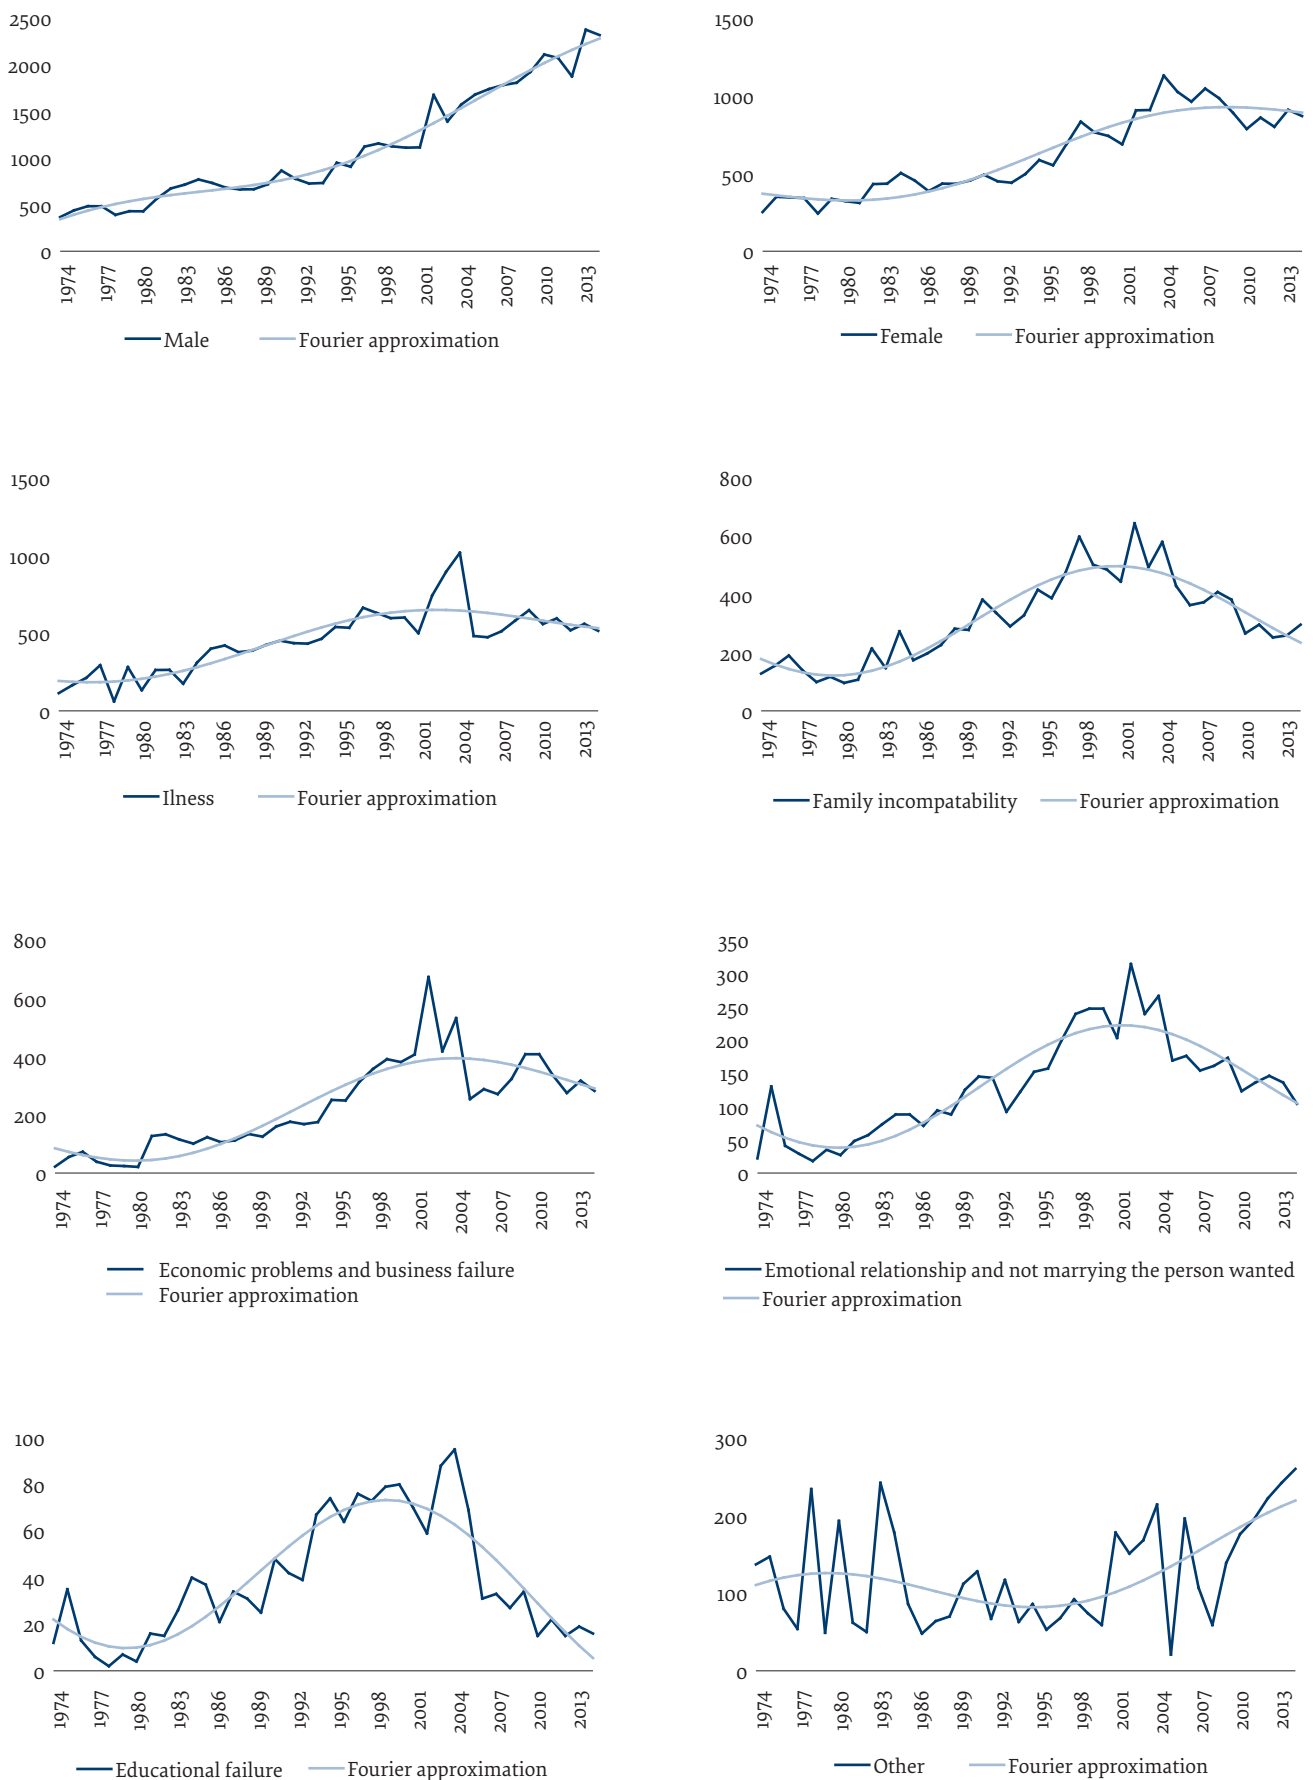 2500
2000
1500
1000
500
0
1974 1977 1980 1983 1986 1989 1992 1995 1998 2001 2004 2007 2010 2013
Male Fourier approximation
1500
1000
500
0
1974 1977 1980 1983 1986 1989 1992 1995 1998 2001 2004 2007 2010 2013
Female Fourier approximation
1500
1000
500
0
1974 1977 1980 1983 1986 1989 1992 1995 1998 2001 2004 2007 2010 2013
Ilness Fourier approximation
800
600
400
200
0
1974 1977 1980 1983 1986 1989 1992 1995 1998 2001 2004 2007 2010 2013
Family incompatability Fourier approximation
800
600
400
200
0
1974 1977 1980 1983 1986 1989 1992 1995 1998 2001 2004 2007 2010 2013
Economic problems and business failure
Fourier approximation
350
300
250
200
150
100
50
0
1974 1977 1980 1983 1986 1989 1992 1995 1998 2001 2004 2007 2010 2013
Emotional relationship and not marrying the person wanted
Fourier approximation
100
80
60
40
20
0
1974 1977 1980 1983 1986 1989 1992 1995 1998 2001 2004 2007 2010 2013
Educational failure Fourier approximation
300
200
100
0
1974 1977 1980 1983 1986 1989 1992 1995 1998 2001 2004 2007 2010 2013
Other Fourier approximation